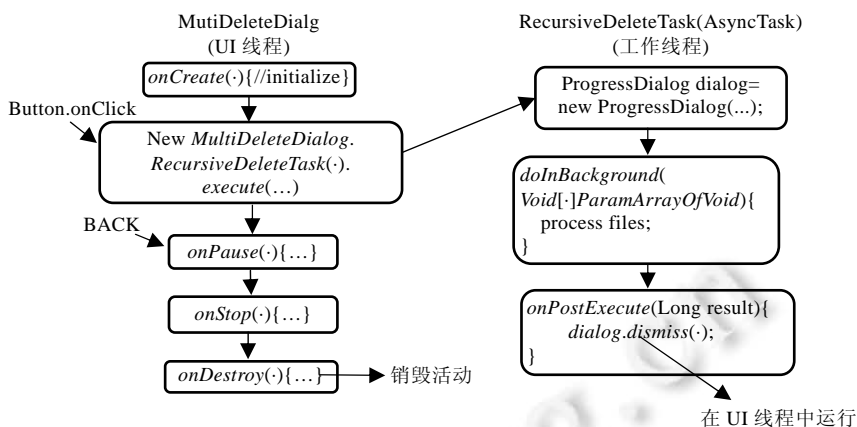 MutiDeleteDialg
(UI 线程)
onCreate(·){//initialize}
Button.onClick
New MultiDeleteDialog.
RecursiveDeleteTask(·).
execute(…)
BACK
onPause(·){…}
onStop(·){…}
onDestroy(·){…}
销毁活动
RecursiveDeleteTask(AsyncTask)
(工作线程)
ProgressDialog dialog=
new ProgressDialog(...);
doInBackground(
Void[·]ParamArrayOfVoid){
process files;
}
onPostExecute(Long result){
dialog.dismiss(·);
}
在 UI 线程中运行